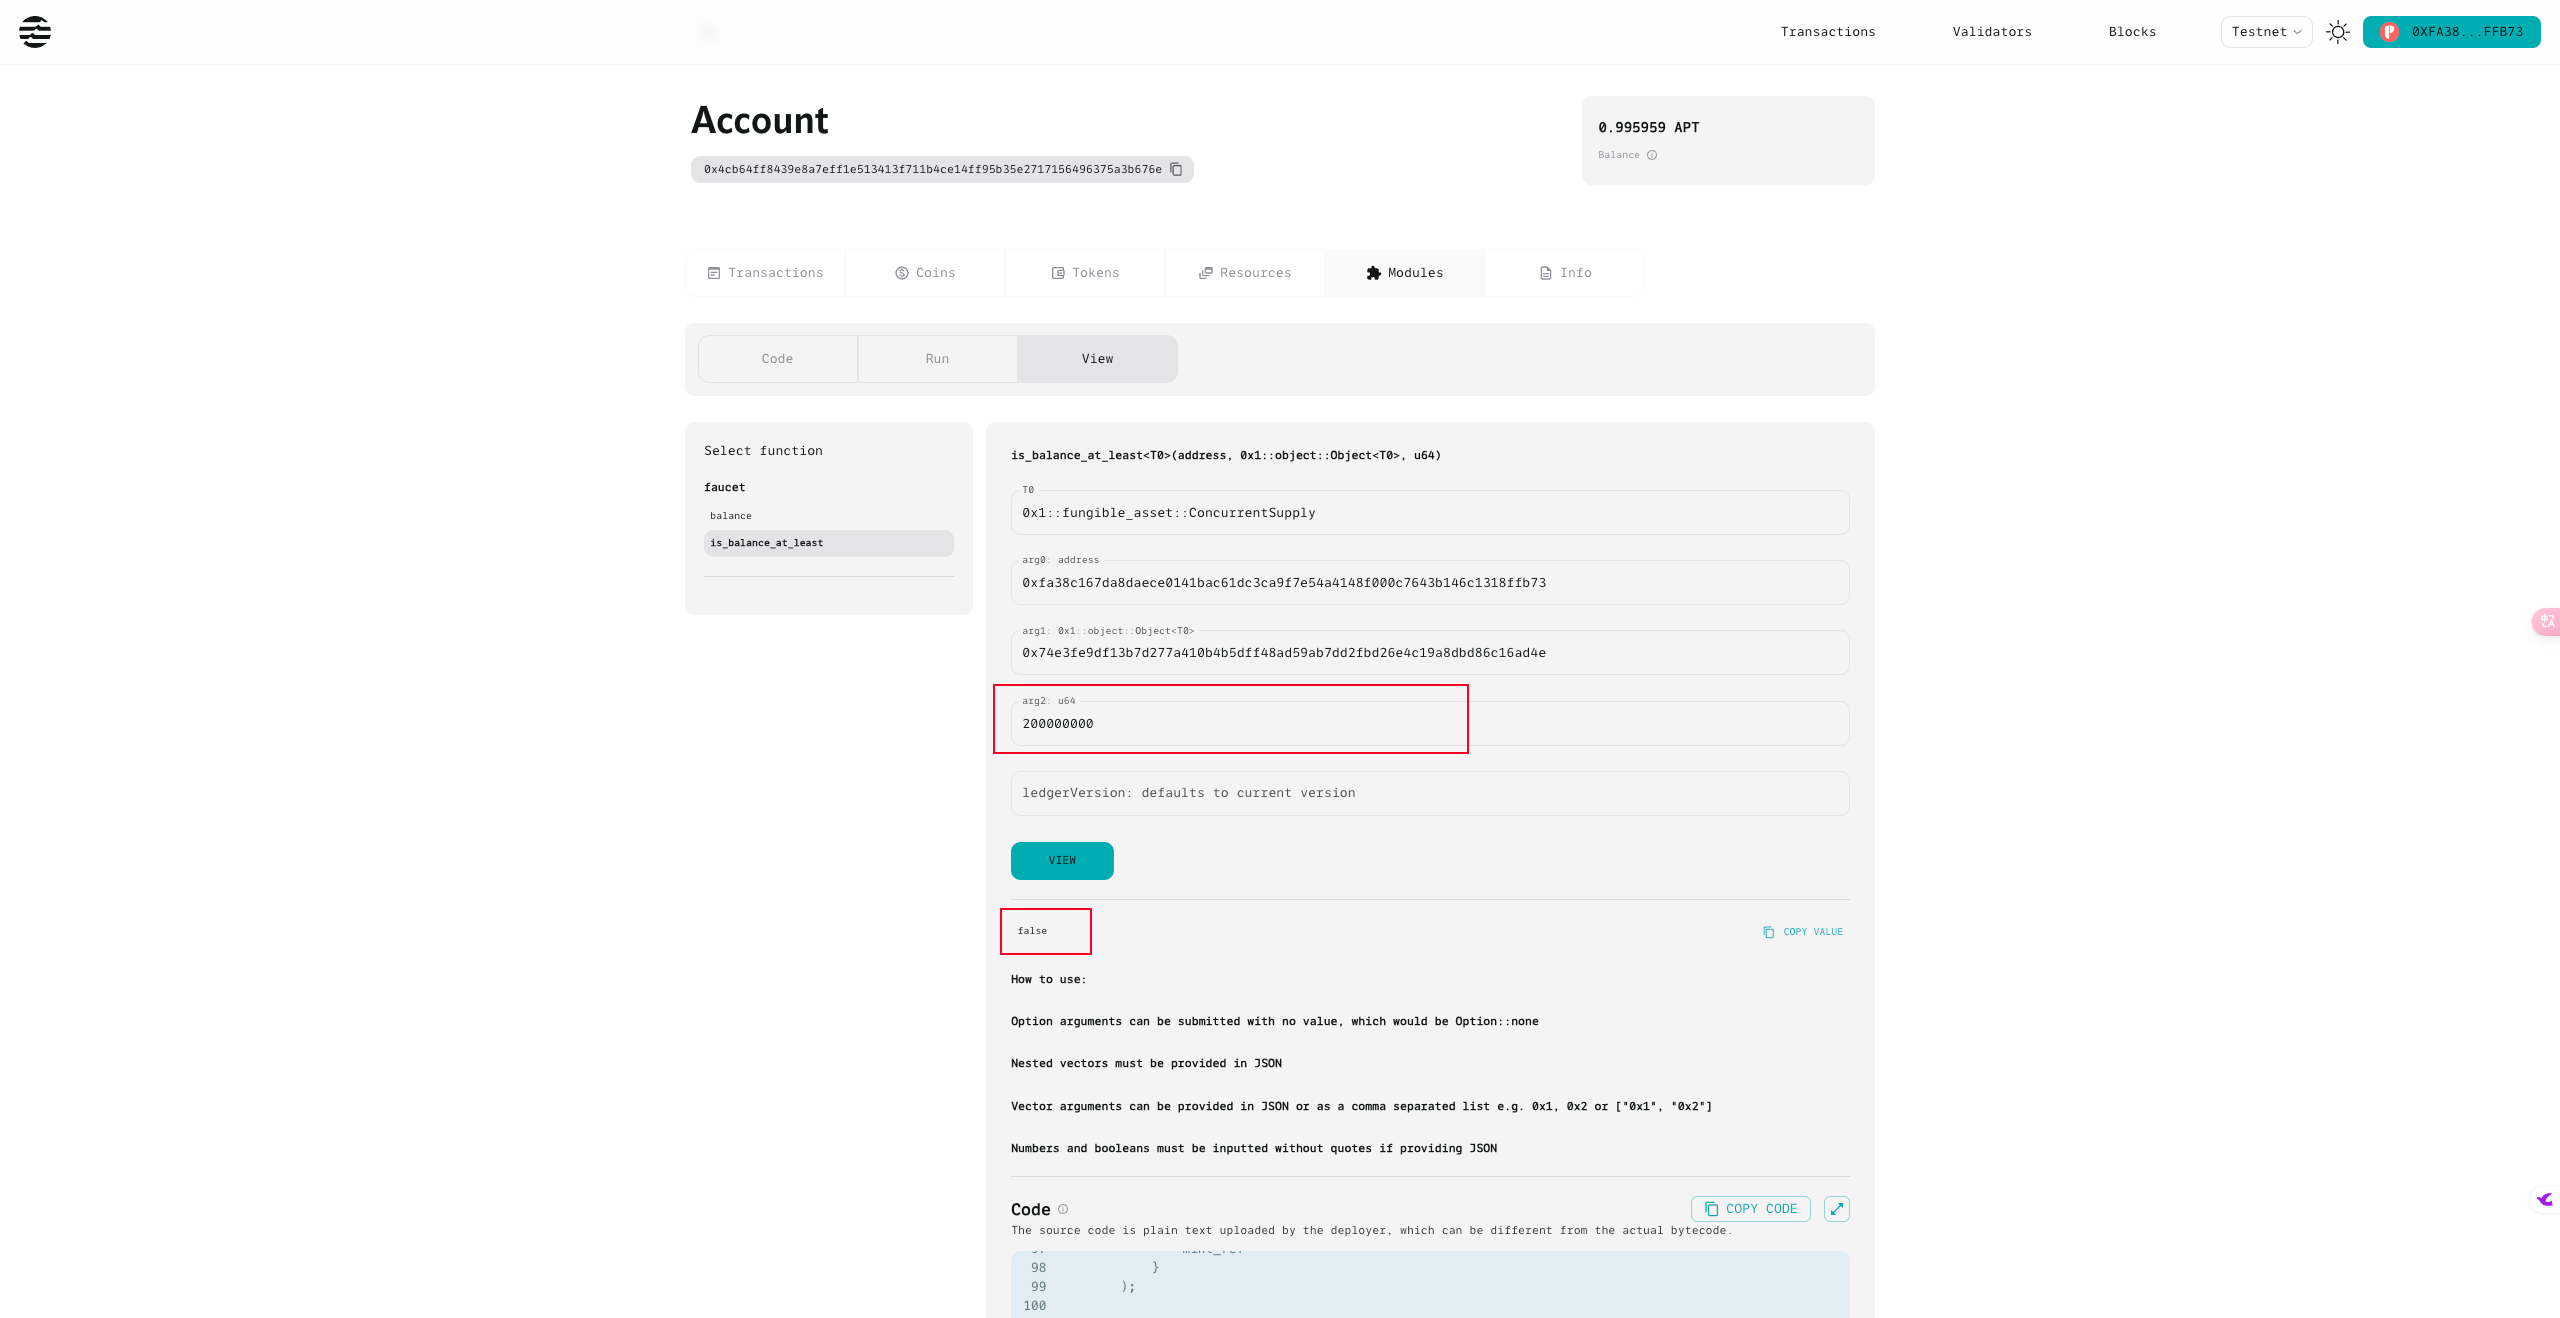 Transactions
Validators
Blocks
Testnet
0XFA38...FFB73
Account
0x4cb64ff8439e8a7eff1e513413f711b4ce14ff95b35e2717156496375a3b676e
0.995959 APT
Balance
Transactions
Coins
Tokens
Resources
Modules
Info
Code
Run
View
Select function
faucet
balance
is_balance_at_least
is_balance_at_least<T0>(address, 0x1::object::Object<T0>, u64)
T0
0x1::fungible_asset::ConcurrentSupply
arg0: address
0xfa38c167da8daece0141bac61dc3ca9f7e54a4148f000c7643b146c1318ffb73
arg1: 0x1::object::Object<T0>
0x74e3fe9df13b7d277a410b4b5dff48ad59ab7dd2fbd26e4c19a8dbd86c16ad4e
arg2: u64
200000000
ledgerVersion: defaults to current version
VIEW
false
COPY VALUE
How to use:
Option arguments can be submitted with no value, which would be Option::none
Nested vectors must be provided in JSON
Vector arguments can be provided in JSON or as a comma separated list e.g. 0x1, 0x2 or ["0x1", "0x2"]
Numbers and booleans must be inputted without quotes if providing JSON
Code
COPY CODE
The source code is plain text uploaded by the deployer, which can be different from the actual bytecode.
98 }
99 );
100